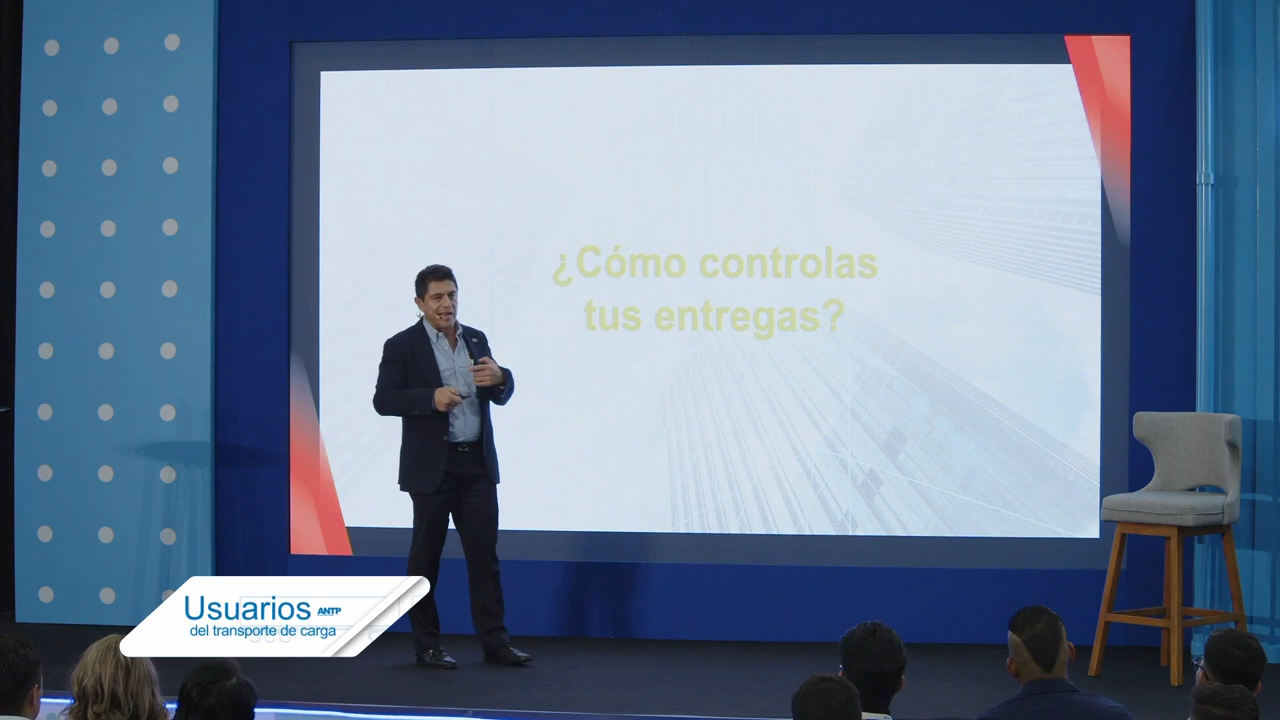 ¿Cómo controlas
tus entregas?
Usuarios ANTP
del transporte de carga